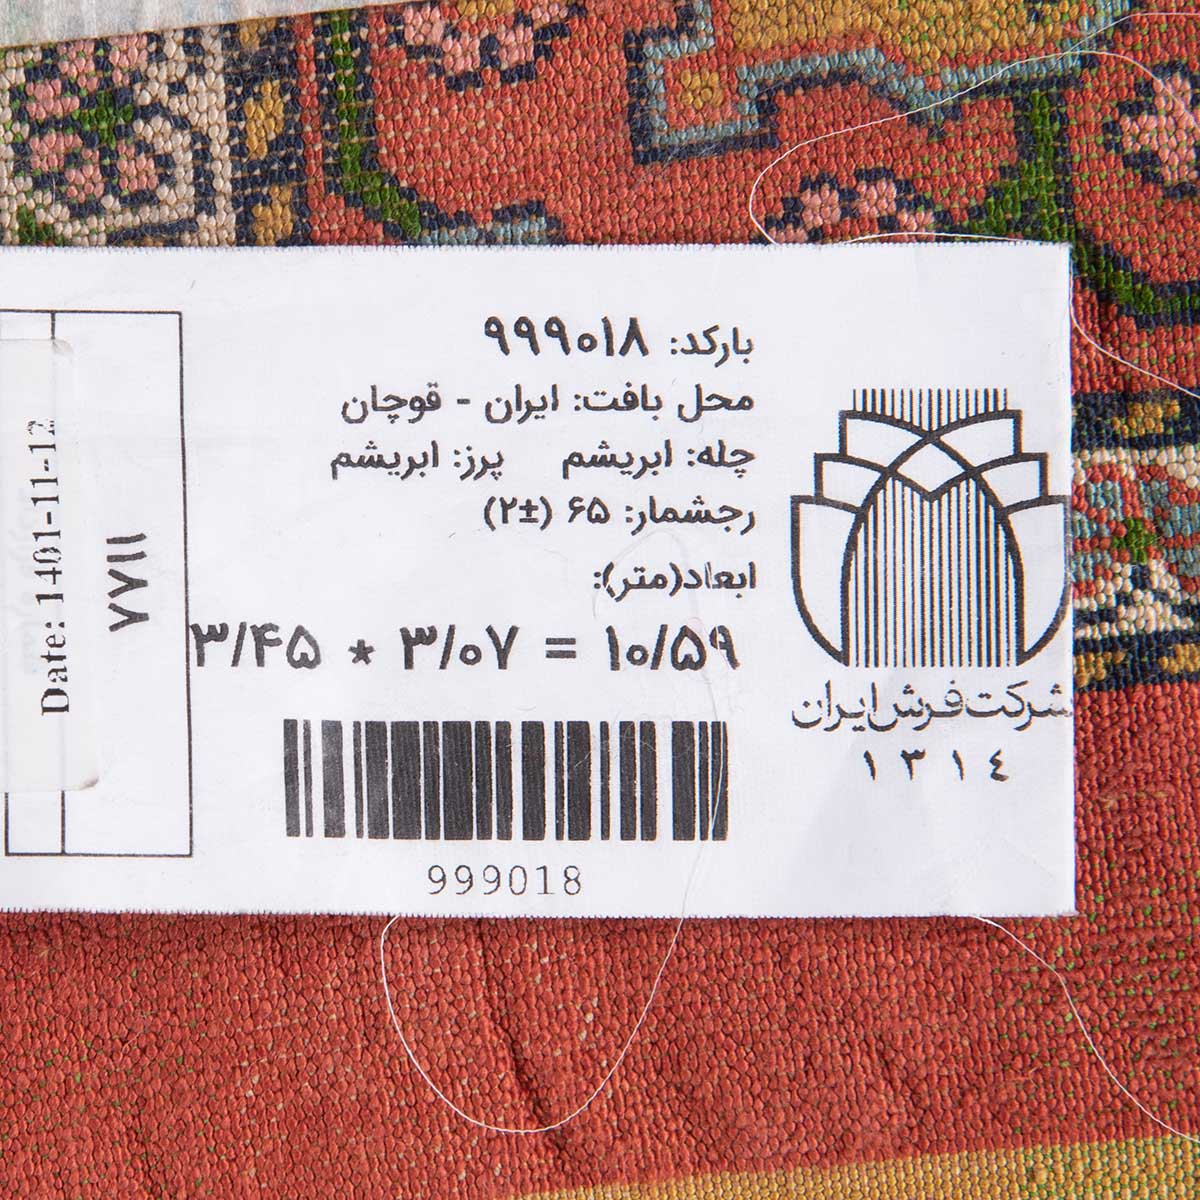 بارکد: ۹۹۹۰۱۸
محل بافت: ایران - قوچان
چله: ابریشم پرز: ابریشم
رجشمار: ۶۵ (±۲)
ابعاد(متر):
۳/۴۵ * ۳/۰۷ = ۱۰/۵۹
999018
شرکت فرش ایران
۱۳۱٤
۷۷۱۱
Date: 1401-11-12